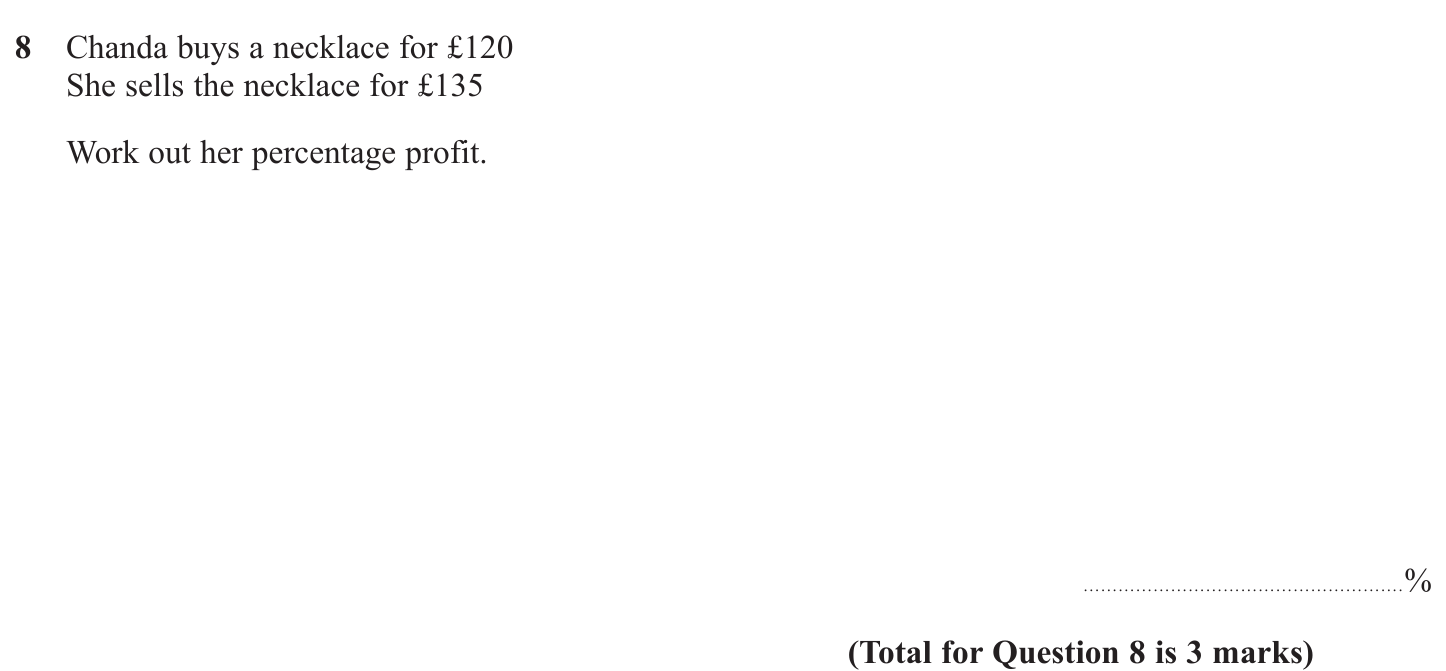 8 Chanda buys a necklace for £120
She sells the necklace for £135
Work out her percentage profit.
......................................................%
(Total for Question 8 is 3 marks)